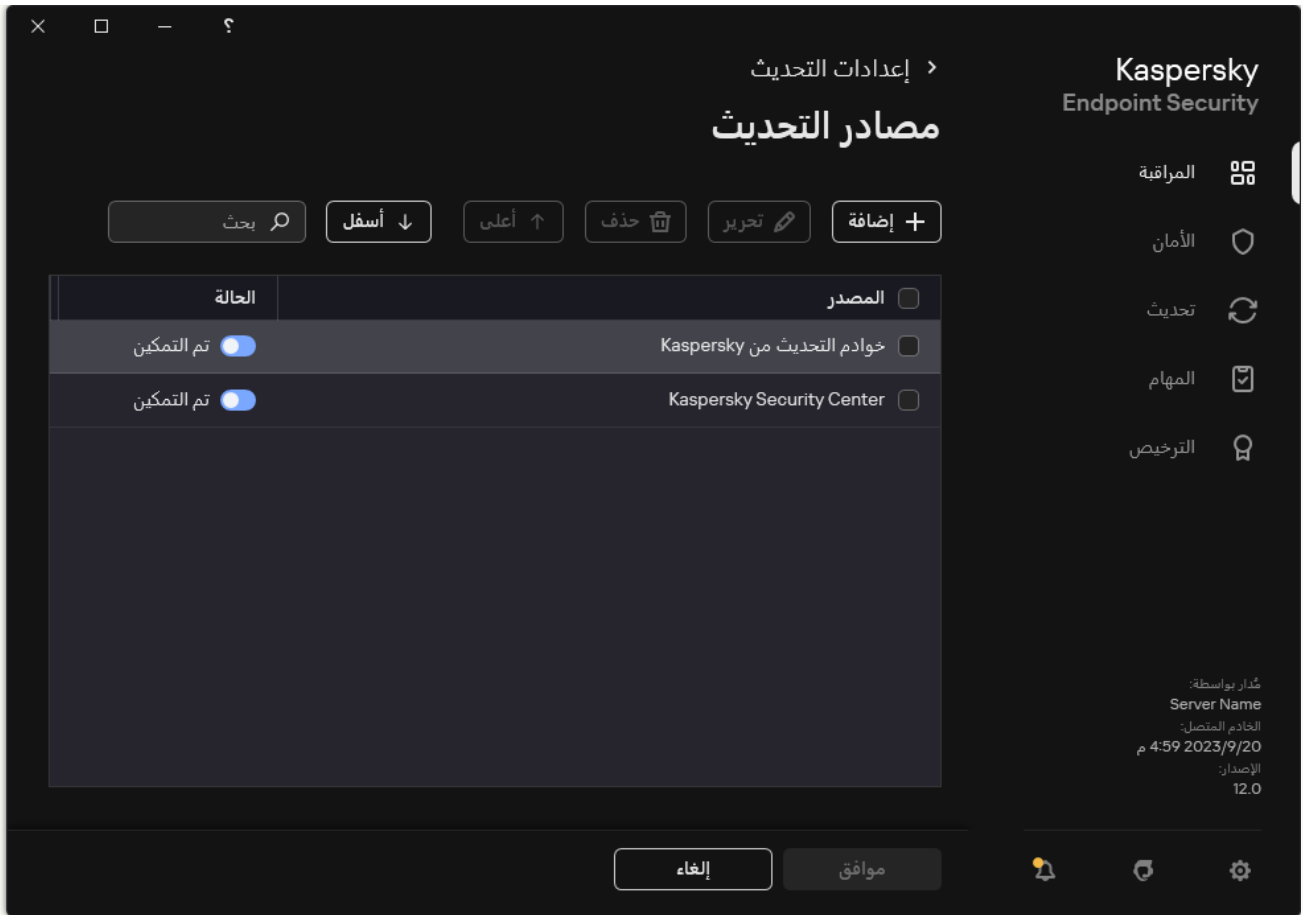 ؟
Kaspersky
Endpoint Security
المراقبة
الأمان
تحديث
المهام
الترخيص
مُدار بواسطة:
Server Name
الخادم المتصل:
2023/9/20 4:59 م
الإصدار:
12.0
إعدادات التحديث
مصادر التحديث
إضافة تحرير حذف أعلى أسفل بحث
المصدر الحالة
خوادم التحديث من Kaspersky تم التمكين
Kaspersky Security Center تم التمكين
موافق إلغاء